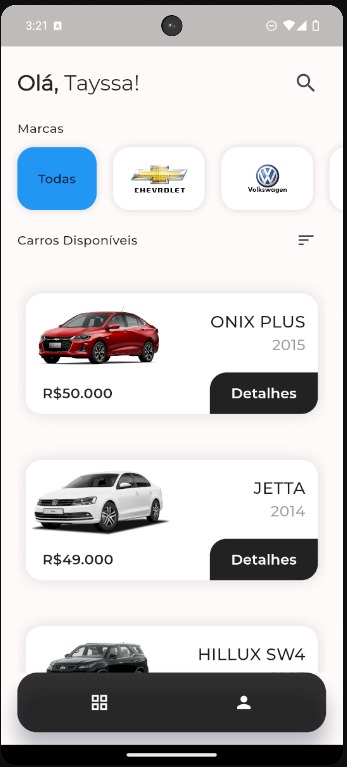 3:21
Olá, Tayssa!
Marcas
Todas
CHEVROLET
Volkswagen
Carros Disponíveis
ONIX PLUS
2015
R$50.000
Detalhes
JETTA
2014
R$49.000
Detalhes
HILLUX SW4